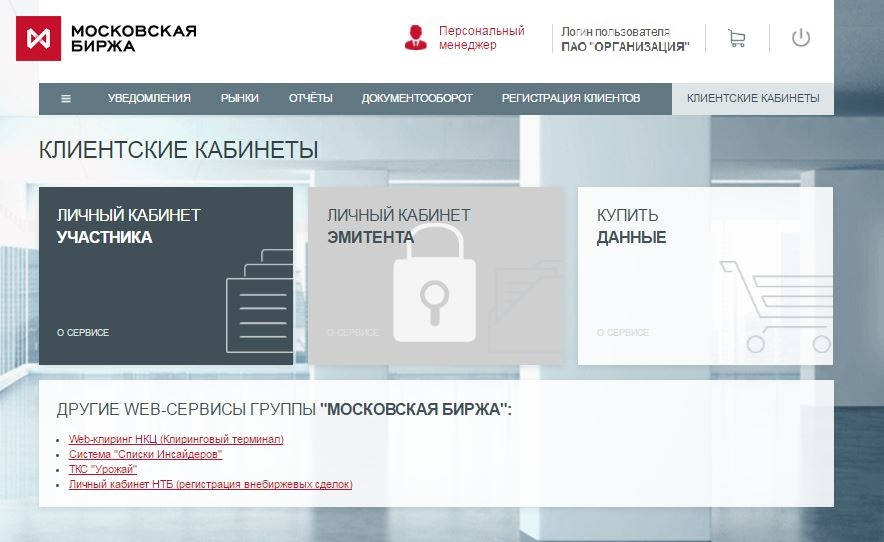 МОСКОВСКАЯ
БИРЖА
Персональный
менеджер
Логин пользователя
ПАО "ОРГАНИЗАЦИЯ"
УВЕДОМЛЕНИЯ РЫНКИ ОТЧЁТЫ ДОКУМЕНТООБОРОТ РЕГИСТРАЦИЯ КЛИЕНТОВ КЛИЕНТСКИЕ КАБИНЕТЫ
КЛИЕНТСКИЕ КАБИНЕТЫ
ЛИЧНЫЙ КАБИНЕТ
УЧАСТНИКА
О СЕРВИСЕ
ЛИЧНЫЙ КАБИНЕТ
ЭМИТЕНТА
О СЕРВИСЕ
КУПИТЬ
ДАННЫЕ
О СЕРВИСЕ
ДРУГИЕ WEB-СЕРВИСЫ ГРУППЫ "МОСКОВСКАЯ БИРЖА":
Web-клиринг НКЦ (Клиринговый терминал)
Система "Списки Инсайдеров"
ТКС "Урожай"
Личный кабинет НТБ (регистрация внебиржевых сделок)